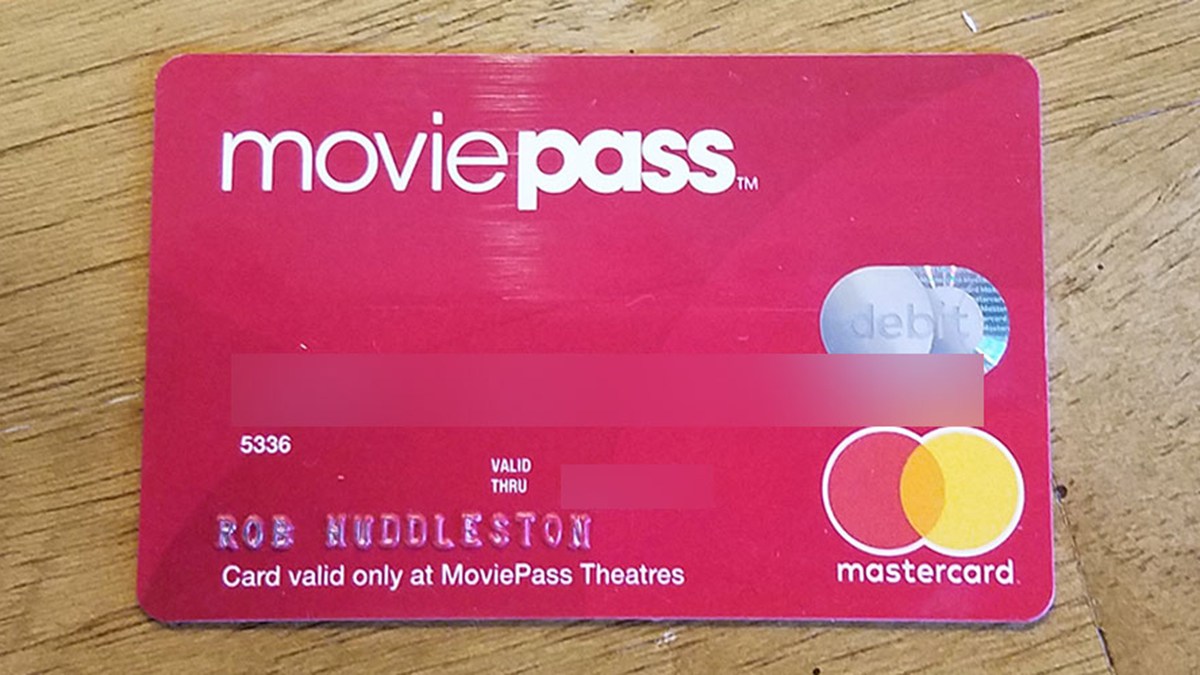 moviepass™
debit
5336
VALID
THRU
ROB HUDDLESTON
Card valid only at MoviePass Theatres
mastercard